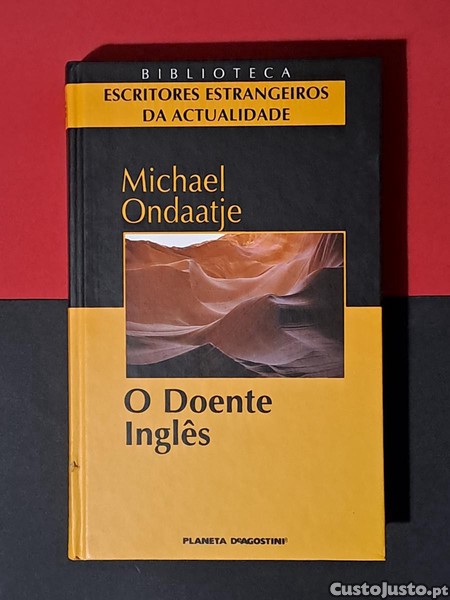 BIBLIOTECA
ESCRITORES ESTRANGEIROS
DA ACTUALIDADE
Michael
Ondaatje
O Doente
Inglês
PLANETA DEAGOSTINI
CustoJusto.pt